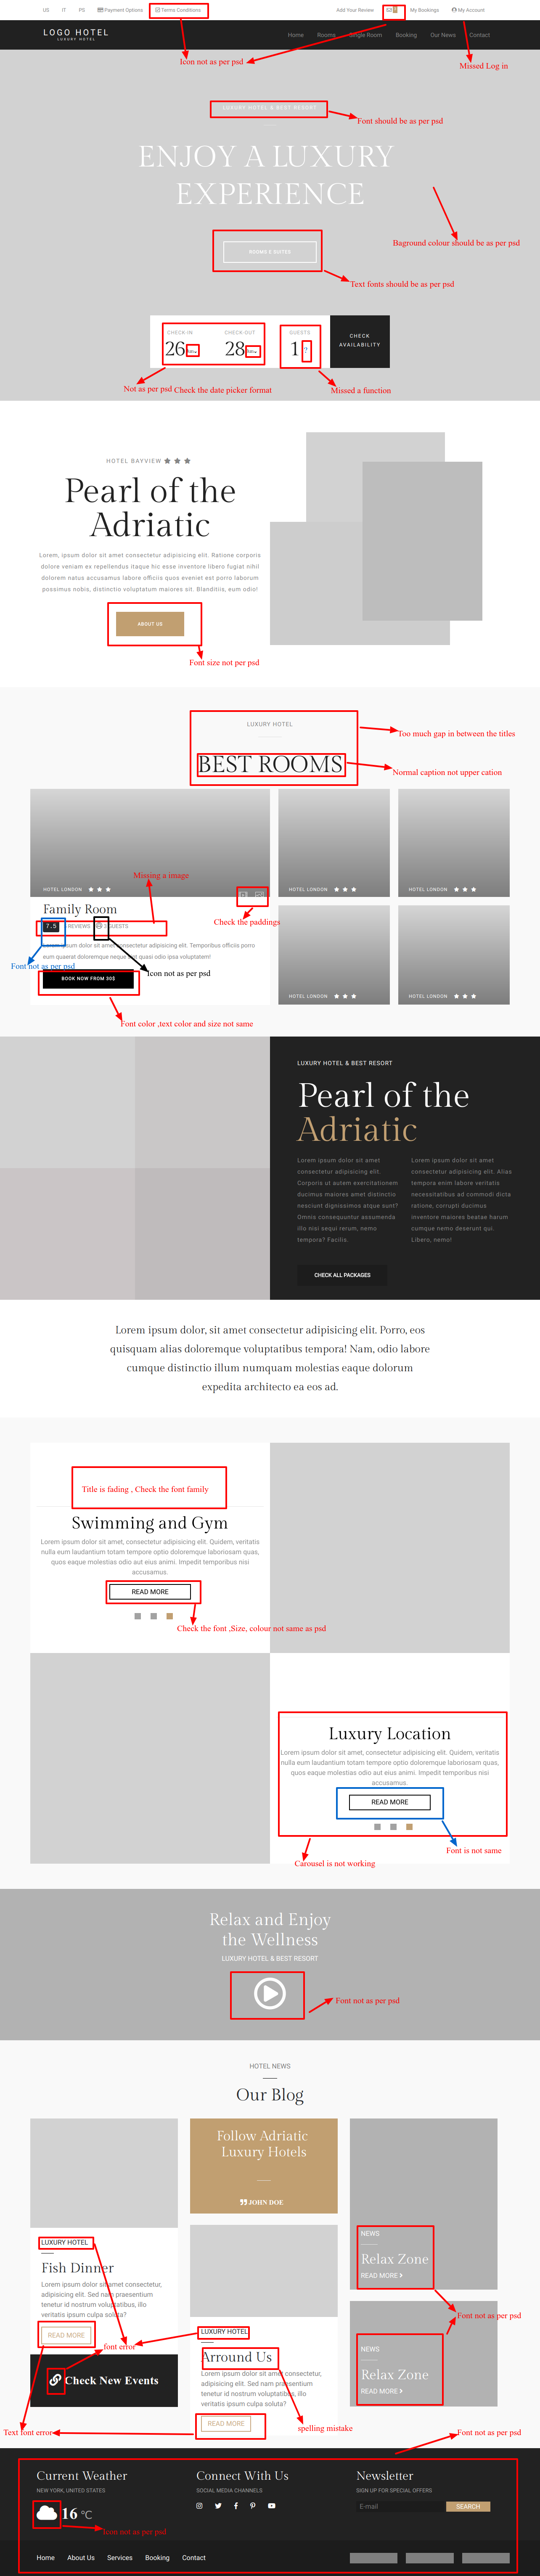 US IT PS Payment Options Terms Conditions Add Your Review My Bookings My Account
LOGO HOTEL
LUXURY HOTEL
Home Rooms Single Room Booking Our News Contact
Icon not as per psd
Missed Log in
LUXURY HOTEL & BEST RESORT
Font should be as per psd
ENJOY A LUXURY
EXPERIENCE
Baground colour should be as per psd
ROOMS & SUITES
Text fonts should be as per psd
CHECK-IN CHECK-OUT GUESTS
26 28 1
CHECK
AVAILABILITY
Not as per psd Check the date picker format Missed a function
HOTEL BAYVIEW
Pearl of the
Adriatic
Lorem, ipsum dolor sit amet consectetur adipisicing elit. Ratione corporis
dolore veniam ex repellendus itaque hic esse inventore libero fugiat nihil
dolorem natus accusamus labore officiis quos eveniet est porro laborum
possimus nobis, distinctio voluptatum maiores sit. Blanditiis, eum odio!
ABOUT US
Font size not per psd
LUXURY HOTEL
Too much gap in between the titles
BEST ROOMS
Normal caption not upper cation
Missing a image
HOTEL LONDON
HOTEL LONDON
HOTEL LONDON
Family Room
Check the paddings
7.5 REVIEWS GUESTS
Lorem ipsum dolor sit amet consectetur adipisicing elit. Temporibus officiis porro
eum quaerat doloremque neque sit quat quasi odio ipsa voluptatem!
Font not as per psd
Icon not as per psd
BOOK NOW FROM 30$
HOTEL LONDON
HOTEL LONDON
Font color ,text color and size not same
LUXURY HOTEL & BEST RESORT
Pearl of the
Adriatic
Lorem ipsum dolor sit amet
consectetur adipisicing elit.
Corporis ut autem exercitationem
ducimus maiores amet distinctio
nesciunt dignissimos atque sunt?
Omnis consequuntur assumenda
illo nisi sequi rerum, nemo
tempora? Facilis.
Lorem ipsum dolor sit amet
consectetur adipisicing elit. Alias
tempora enim labore veritatis
necessitatibus ad commodi dicta
ratione, corrupti ducimus
inventore maiores beatae harum
cumque nemo deserunt qui.
Libero, nemo!
CHECK ALL PACKAGES
Lorem ipsum dolor, sit amet consectetur adipisicing elit. Porro, eos
quisquam alias doloremque voluptatibus tempora! Nam, odio labore
cumque distinctio illum numquam molestias eaque dolorum
expedita architecto ea eos ad.
Title is fading , Check the font family
Swimming and Gym
Lorem ipsum dolor sit amet, consectetur adipisicing elit. Quidem, veritatis
nulla eum laudantium totam tempore optio doloremque laboriosam quas,
quos eaque molestias odio aut eius animi. Impedit temporibus nisi
accusamus.
READ MORE
Check the font ,Size, colour not same as psd
Luxury Location
Lorem ipsum dolor sit amet, consectetur adipisicing elit. Quidem, veritatis
nulla eum laudantium totam tempore optio doloremque laboriosam quas,
quos eaque molestias odio aut eius animi. Impedit temporibus nisi
accusamus.
READ MORE
Font is not same
Carousel is not working
Relax and Enjoy
the Wellness
LUXURY HOTEL & BEST RESORT
Font not as per psd
HOTEL NEWS
Our Blog
Follow Adriatic
Luxury Hotels
JOHN DOE
LUXURY HOTEL
Fish Dinner
Lorem ipsum dolor sit amet consectetur,
adipisicing elit. Sed nam praesentium
tenetur id nostrum voluptatibus, illo
veritatis ipsum culpa soluta?
READ MORE
font error
Check New Events
Text font error
LUXURY HOTEL
Arround Us
Lorem ipsum dolor sit amet consectetur,
adipisicing elit. Sed nam praesentium
tenetur id nostrum voluptatibus, illo
veritatis ipsum culpa soluta?
READ MORE
spelling mistake
NEWS
Relax Zone
READ MORE
Font not as per psd
NEWS
Relax Zone
READ MORE
Font not as per psd
Current Weather
NEW YORK, UNITED STATES
16 °C
Icon not as per psd
Connect With Us
SOCIAL MEDIA CHANNELS
Newsletter
SIGN UP FOR SPECIAL OFFERS
E-mail SEARCH
Home About Us Services Booking Contact